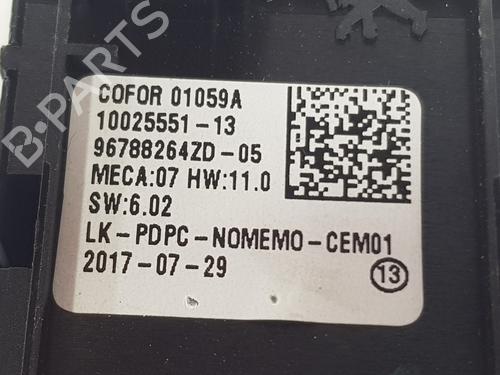 COFOR 01059A
10025551-13
96788264ZD-05
MECA:07 HW:11.0
SW:6.02
LK-PDPC-NOMEMO-CEM01
2017-07-29
13
B-PARTS